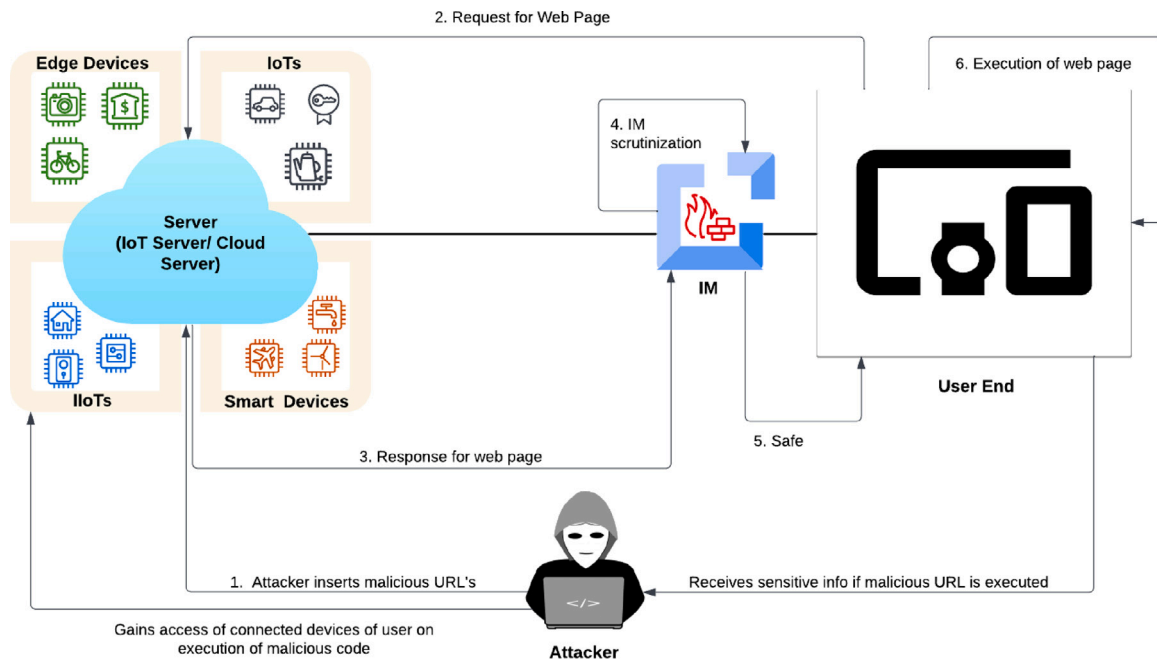 2. Request for Web Page
Edge Devices
IoTs
6. Execution of web page
4. IM
scrutinization
Server
(IoT Server/ Cloud
Server)
IM
User End
IIoTs
Smart Devices
5. Safe
3. Response for web page
1. Attacker inserts malicious URL's
Receives sensitive info if malicious URL is executed
</>
Gains access of connected devices of user on
execution of malicious code
Attacker